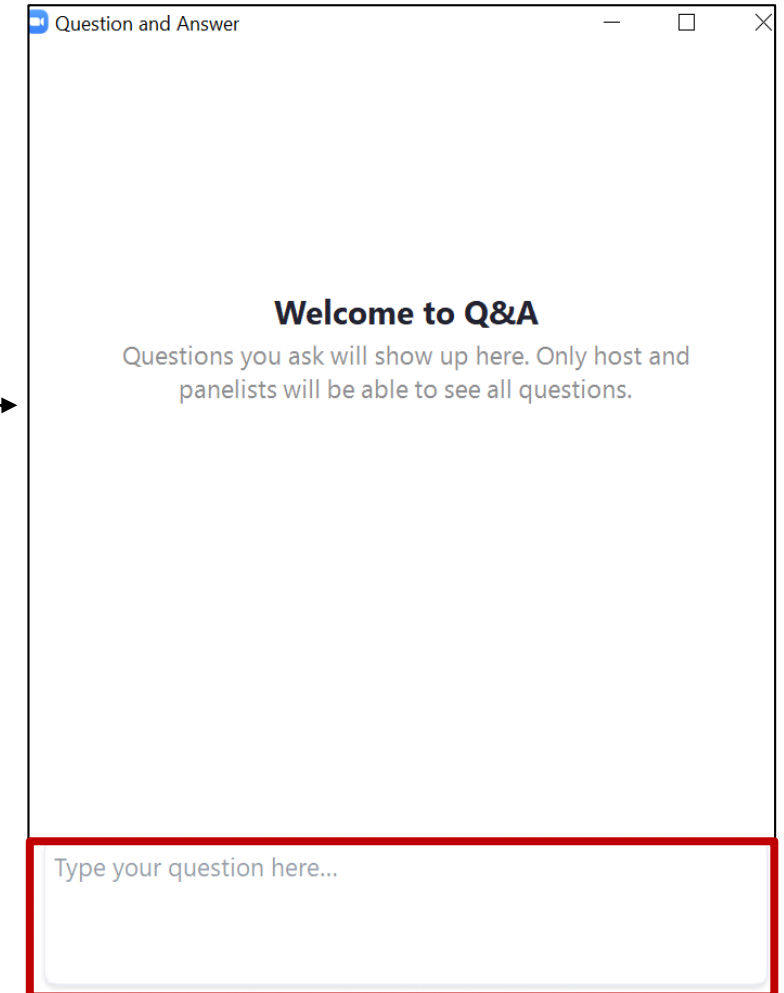 Question and Answer
Welcome to Q&A
Questions you ask will show up here. Only host and
panelists will be able to see all questions.
Type your question here...